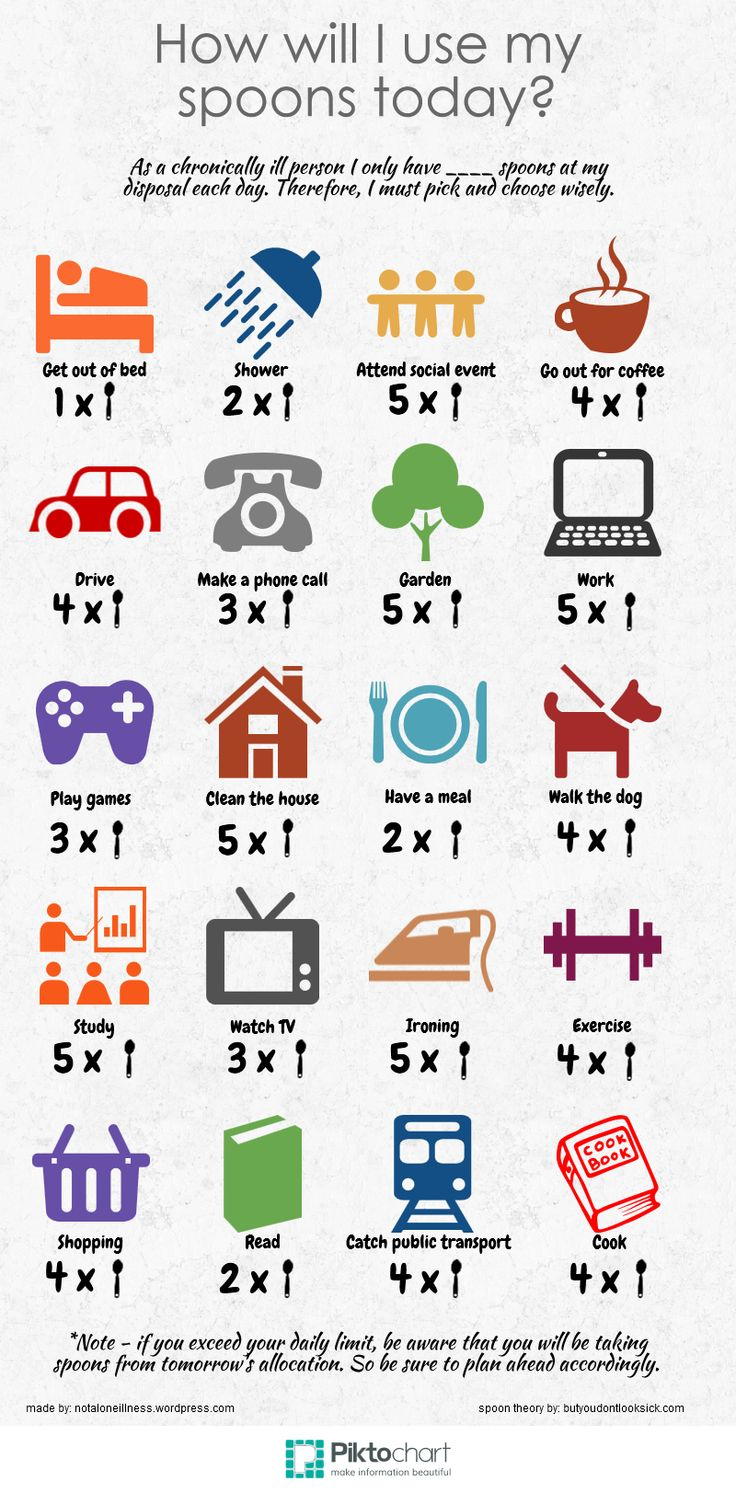 How will I use my
spoons today?
As a chronically ill person I only have ____ spoons at my
disposal each day. Therefore, I must pick and choose wisely.
Get out of bed
1 x
Shower
2 x
Attend social event
5 x
Go out for coffee
4 x
Drive
4 x
Make a phone call
3 x
Garden
5 x
Work
5 x
Play games
3 x
Clean the house
5 x
Have a meal
2 x
Walk the dog
4 x
Study
5 x
Watch TV
3 x
Ironing
5 x
Exercise
4 x
Shopping
4 x
Read
2 x
Catch public transport
4 x
COOK
BOOK
Cook
4 x
*Note - if you exceed your daily limit, be aware that you will be taking
spoons from tomorrow's allocation. So be sure to plan ahead accordingly.
made by: notaloneillness.wordpress.com
spoon theory by: butyoudontlooksick.com
Piktochart
make information beautiful